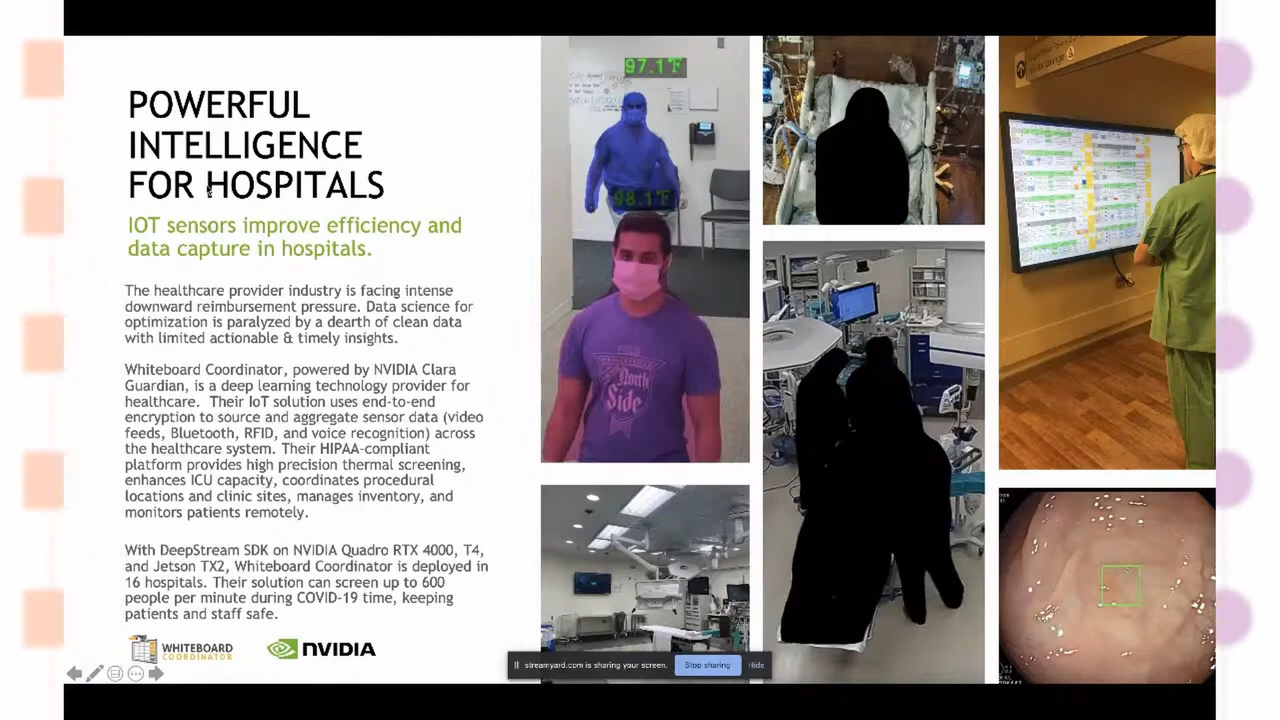 POWERFUL
INTELLIGENCE
FOR HOSPITALS
IOT sensors improve efficiency and
data capture in hospitals.
The healthcare provider industry is facing intense
downward reimbursement pressure. Data science for
optimization is paralyzed by a dearth of clean data
with limited actionable & timely insights.
Whiteboard Coordinator, powered by NVIDIA Clara
Guardian, is a deep learning technology provider for
healthcare. Their IoT solution uses end-to-end
encryption to source and aggregate sensor data (video
feeds, Bluetooth, RFID, and voice recognition) across
the healthcare system. Their HIPAA-compliant
platform provides high precision thermal screening,
enhances ICU capacity, coordinates procedural
locations and clinic sites, manages inventory, and
monitors patients remotely.
With DeepStream SDK on NVIDIA Quadro RTX 4000, T4,
and Jetson TX2, Whiteboard Coordinator is deployed in
16 hospitals. Their solution can screen up to 600
people per minute during COVID-19 time, keeping
patients and staff safe.
WHITEBOARD
COORDINATOR
NVIDIA
97.1°F
98.1°F
North
Side
streamyard.com is sharing your screen.
Stop sharing
Hide